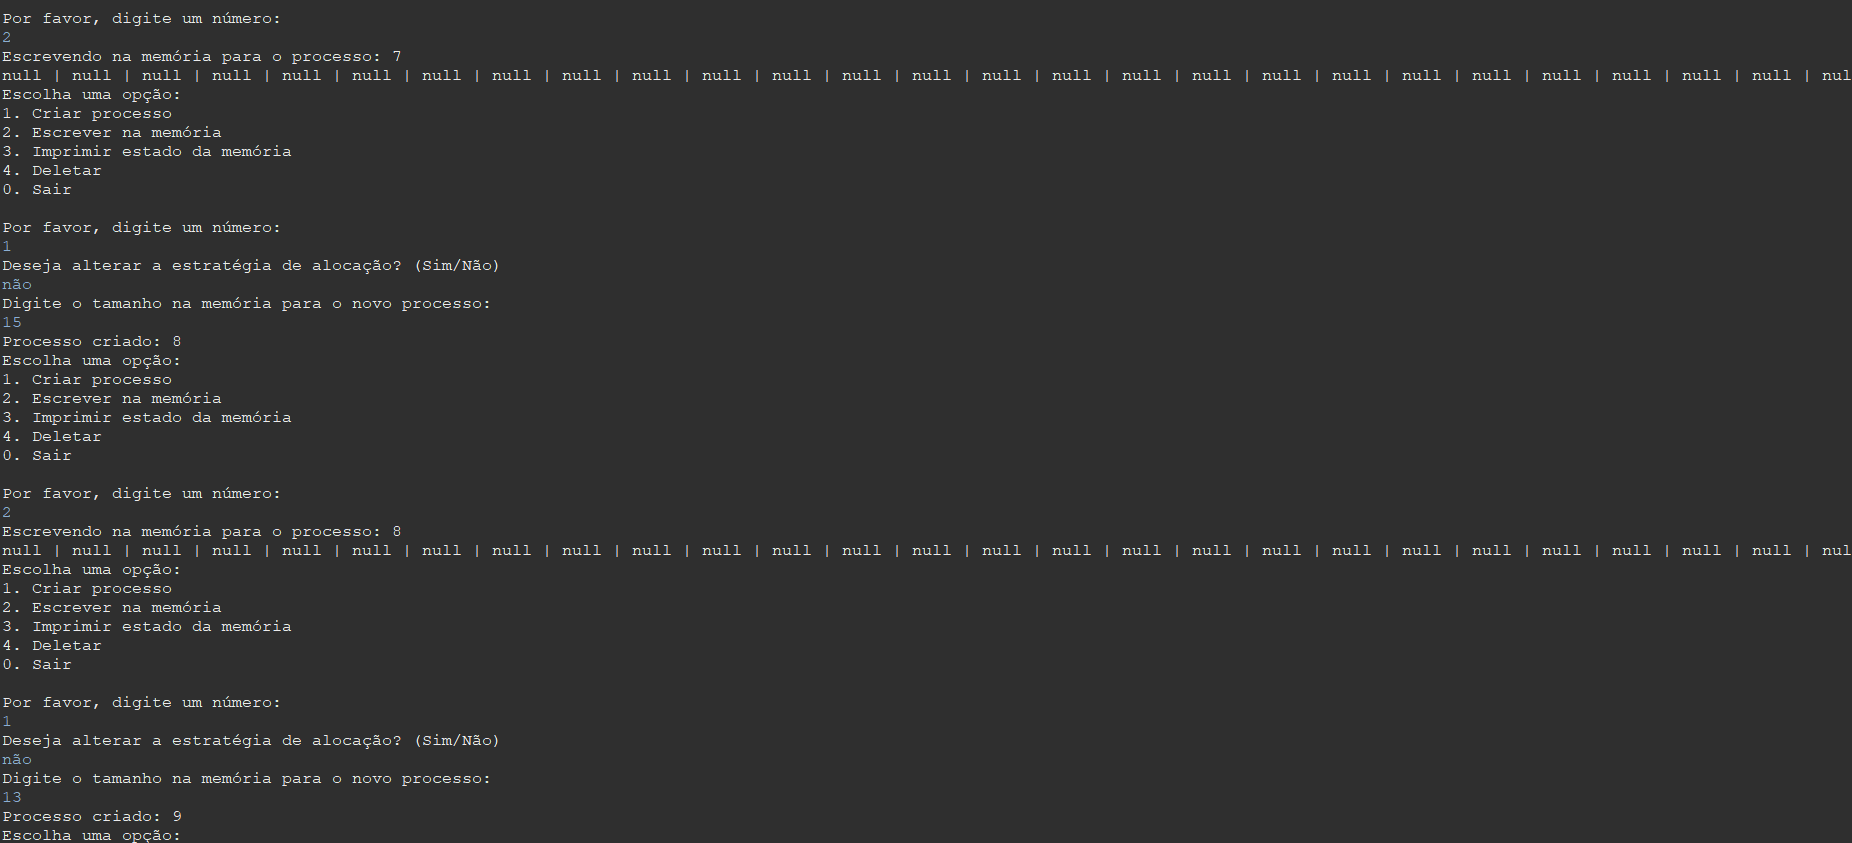 Por favor, digite um número:
2
Escrevendo na memória para o processo: 7
null | null | null | null | null | null | null | null | null | null | null | null | null | null | null | null | null | null | null | null | null | null | null | null | null | null | nul
Escolha uma opção:
1. Criar processo
2. Escrever na memória
3. Imprimir estado da memória
4. Deletar
0. Sair
Por favor, digite um número:
1
Deseja alterar a estratégia de alocação? (Sim/Não)
não
Digite o tamanho na memória para o novo processo:
15
Processo criado: 8
Escolha uma opção:
1. Criar processo
2. Escrever na memória
3. Imprimir estado da memória
4. Deletar
0. Sair
Por favor, digite um número:
2
Escrevendo na memória para o processo: 8
null | null | null | null | null | null | null | null | null | null | null | null | null | null | null | null | null | null | null | null | null | null | null | null | null | null | nul
Escolha uma opção:
1. Criar processo
2. Escrever na memória
3. Imprimir estado da memória
4. Deletar
0. Sair
Por favor, digite um número:
1
Deseja alterar a estratégia de alocação? (Sim/Não)
não
Digite o tamanho na memória para o novo processo:
13
Processo criado: 9
Escolha uma opção: